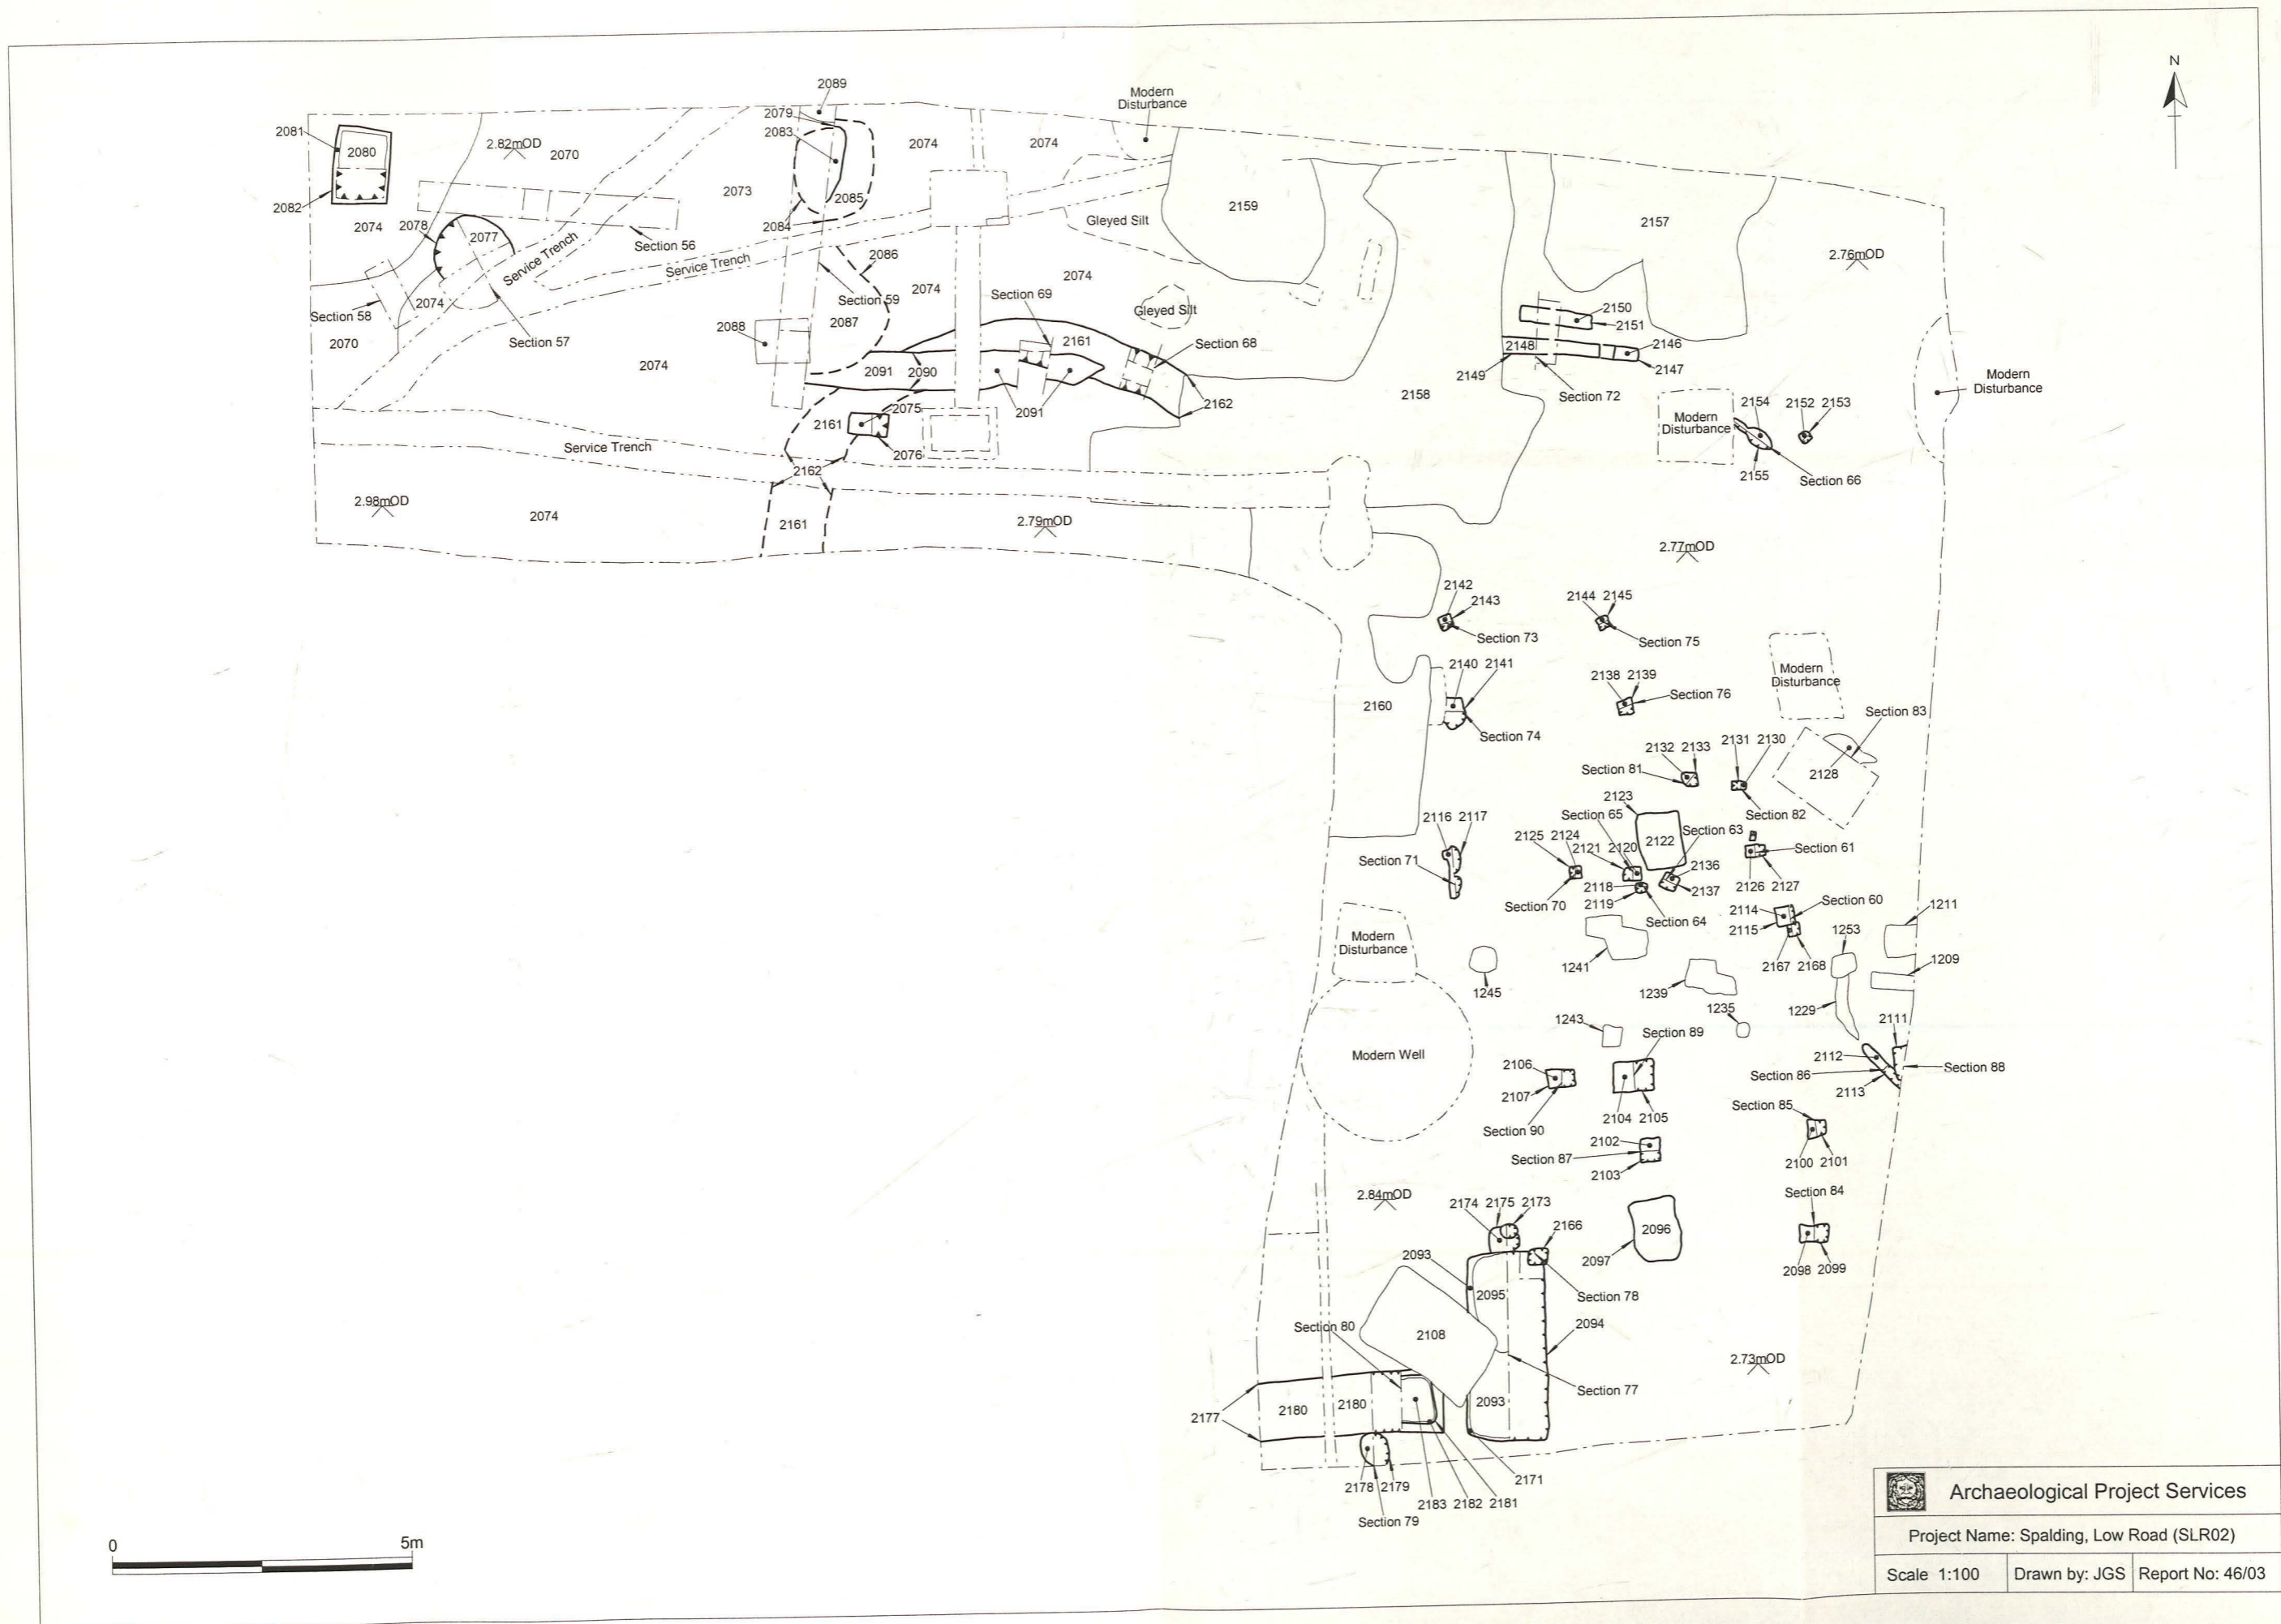 N
2089
Modern
Disturbance
2079
2083
2081
2080
2.82mOD
2070
2074
2074
2073
2085
2082
2074
2078
2077
2084
2159
Gleyed Silt
2157
Section 56
Service Trench
Service Trench
2086
2074
2.76mOD
2074
2074
Section 59
Section 69
Gleyed Silt
Section 58
2088
2087
2150
2151
2070
Section 57
2161
Section 68
2148
2146
2074
2091
2090
2149
2147
Section 72
2158
Modern
Disturbance
2075
2091
2162
2161
2076
Modern
Disturbance
2154
2152
2153
Service Trench
2162
2155
Section 66
2.98mOD
2074
2161
2.79mOD
2.77mOD
2142
2143
Section 73
2144
2145
Section 75
2140
2141
Section 74
2138
2139
Section 76
Modern
Disturbance
2160
Section 83
2132
2133
2131
2130
Section 81
2128
2123
Section 82
Section 65
2116
2117
Section 63
2125
2124
2121
2120
2122
Section 61
Section 71
2136
2118
2137
2126
2127
Section 70
2119
Section 64
2114
Section 60
1211
Modern
Disturbance
2115
1253
1241
2167
2168
1209
1245
1239
1235
1229
1243
Section 89
2111
Modern Well
2106
2112
Section 86
Section 88
2107
2113
2104
2105
Section 85
Section 90
2102
Section 87
2100
2101
2103
2.84mOD
Section 84
2174
2175
2173
2166
2096
2093
2097
2098
2099
2095
Section 78
Section 80
2108
2094
2.73mOD
Section 77
2177
2180
2180
2093
2178
2179
2171
2183
2182
2181
Section 79
0
5m
Archaeological Project Services
Project Name: Spalding, Low Road (SLR02)
Scale 1:100
Drawn by: JGS
Report No: 46/03